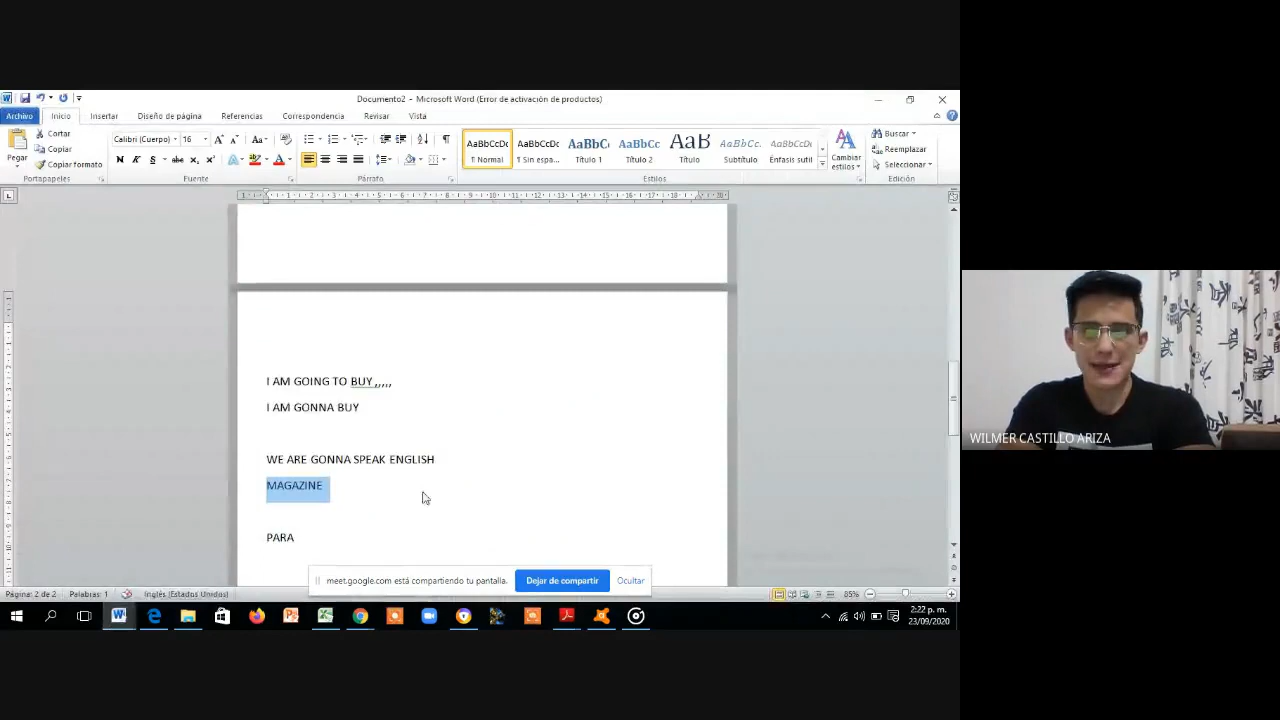 Documento2 - Microsoft Word (Error de activación de productos)
Archivo Inicio Insertar Diseño de página Referencias Correspondencia Revisar Vista
Pegar
Cortar
Copiar
Copiar formato
Portapapeles
Calibri (Cuerpo) 16
N K S abc x₂ x²
Fuente
Párrafo
AaBbCcDc AaBbCcDc AaBbC AaBbCc AaB AaBbCc. AaBbCcDc
¶ Normal ¶ Sin espa... Título 1 Título 2 Título Subtítulo Énfasis sutil
Estilos
Cambiar estilos
Buscar
Reemplazar
Seleccionar
Edición
I AM GOING TO BUY ,,,,,
I AM GONNA BUY
WE ARE GONNA SPEAK ENGLISH
MAGAZINE
PARA
meet.google.com está compartiendo tu pantalla. Dejar de compartir Ocultar
Página: 2 de 2 Palabras: 1 Inglés (Estados Unidos) 85%
2:22 p. m.
23/09/2020
WILMER CASTILLO ARIZA